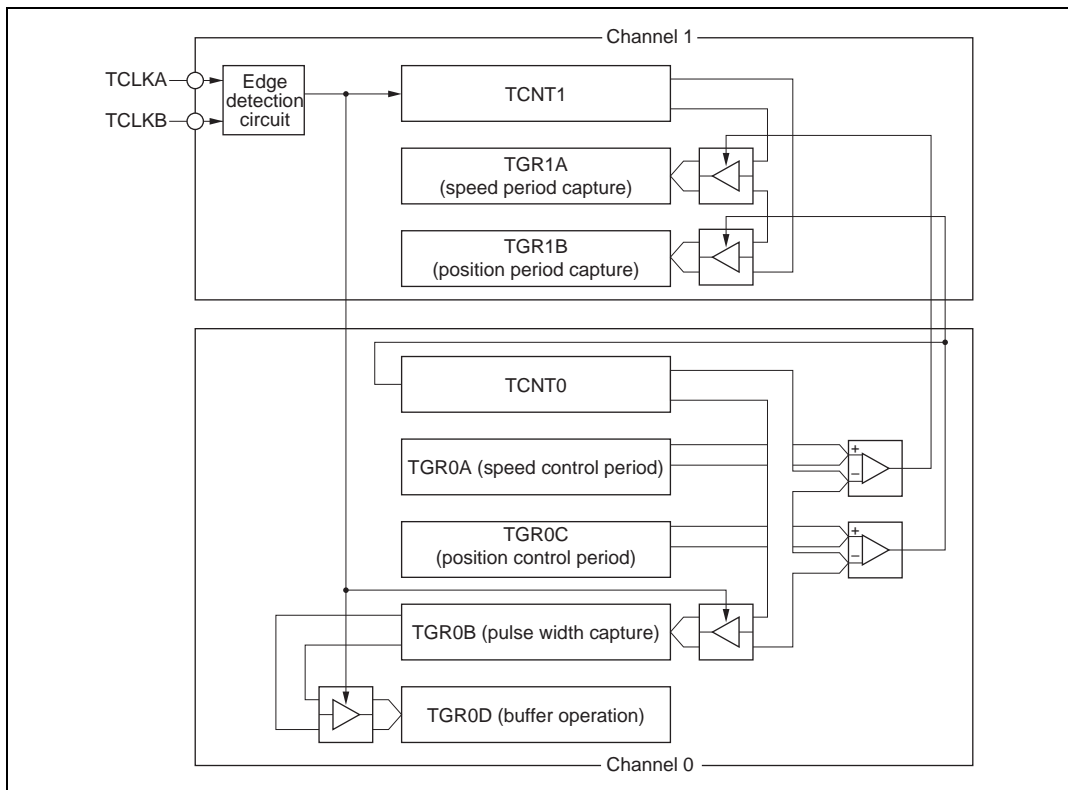 Channel 1
TCLKA
TCLKB
Edge
detection
circuit
TCNT1
TGR1A
(speed period capture)
TGR1B
(position period capture)
TCNT0
TGR0A (speed control period)
+
−
TGR0C
(position control period)
+
−
TGR0B (pulse width capture)
TGR0D (buffer operation)
Channel 0